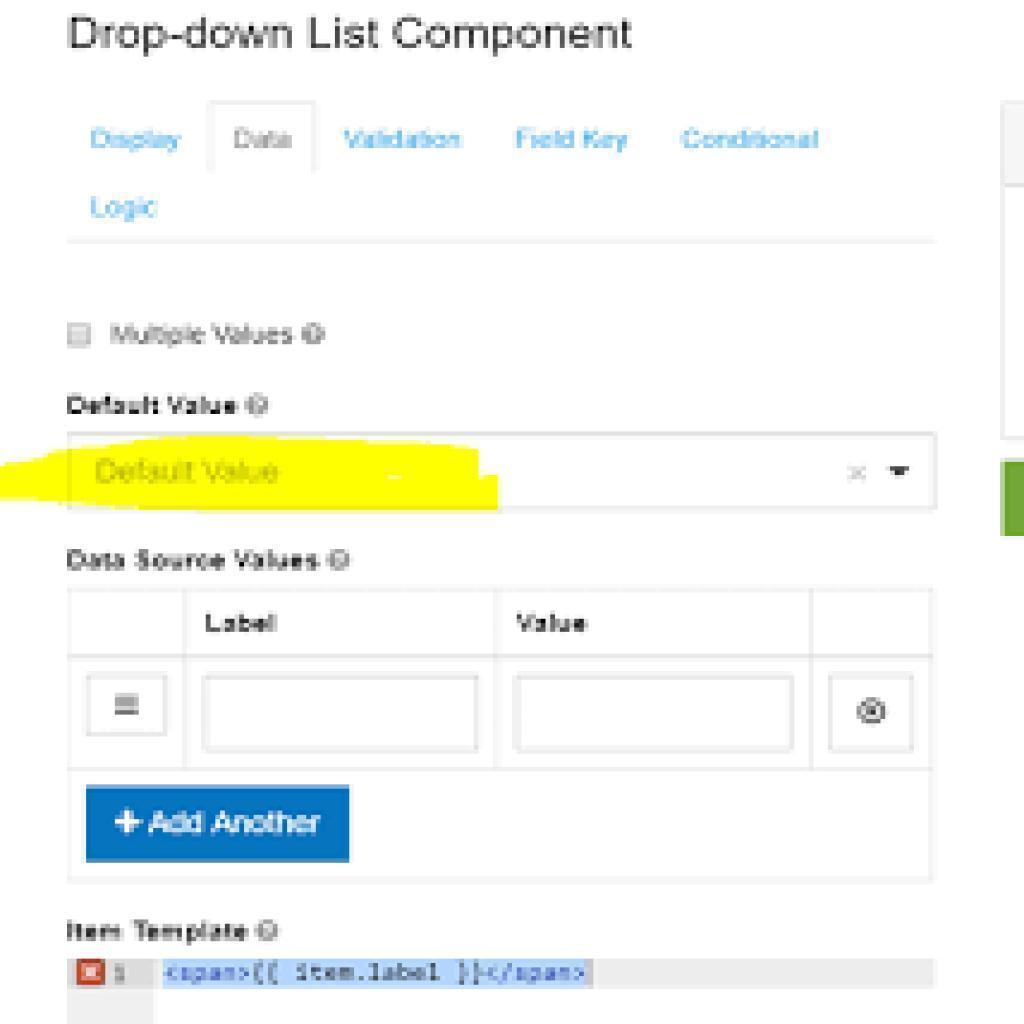 Drop-down List Component
Display Data Validation Field Key Conditional
Logic
Multiple Values
Default Value
Default Value
Data Source Values
Label Value
+ Add Another
Item Template
1 <span>{{ item.label }}</span>